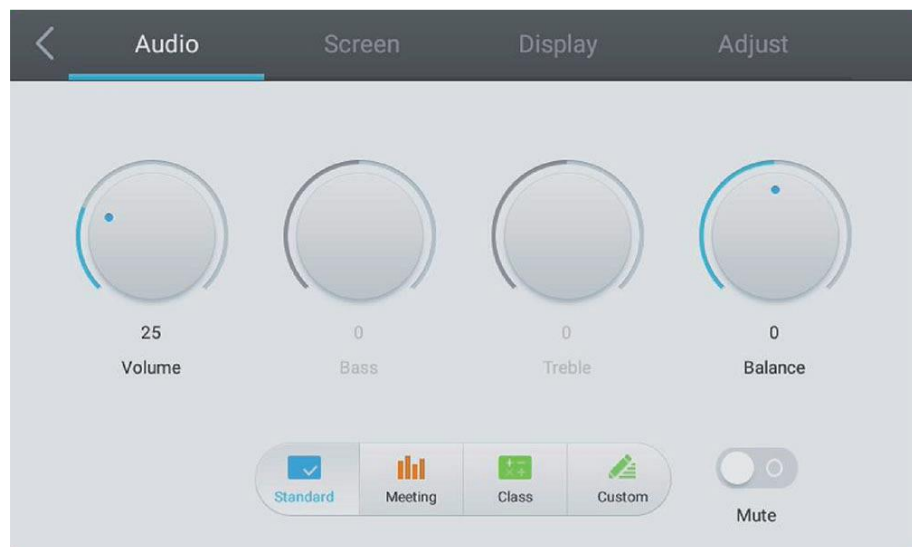 Audio Screen Display Adjust
25 0 0 0
Volume Bass Treble Balance
Standard Meeting Class Custom
Mute